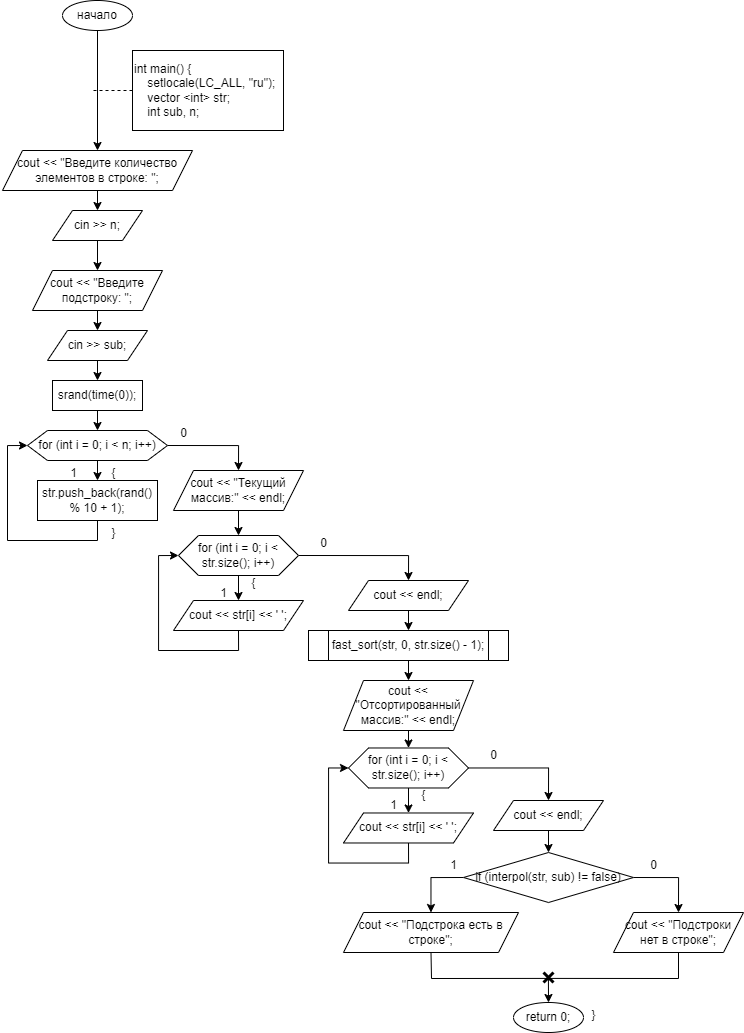 начало
int main() {
setlocale(LC_ALL, "ru");
vector <int> str;
int sub, n;
cout << "Введите количество
элементов в строке: ";
cin >> n;
cout << "Введите
подстроку: ";
cin >> sub;
srand(time(0));
for (int i = 0; i < n; i++)
0
1 {
str.push_back(rand()
% 10 + 1);
}
cout << "Текущий
массив:" << endl;
for (int i = 0; i <
str.size(); i++)
0
1 {
cout << str[i] << ' ';
cout << endl;
fast_sort(str, 0, str.size() - 1);
cout <<
"Отсортированный
массив:" << endl;
for (int i = 0; i <
str.size(); i++)
0
1 {
cout << str[i] << ' ';
cout << endl;
if (interpol(str, sub) != false)
1
0
cout << "Подстрока есть в
строке";
cout << "Подстроки
нет в строке";
return 0; }